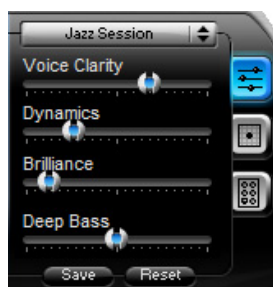 Jazz Session
Voice Clarity
Dynamics
Brilliance
Deep Bass
Save Reset